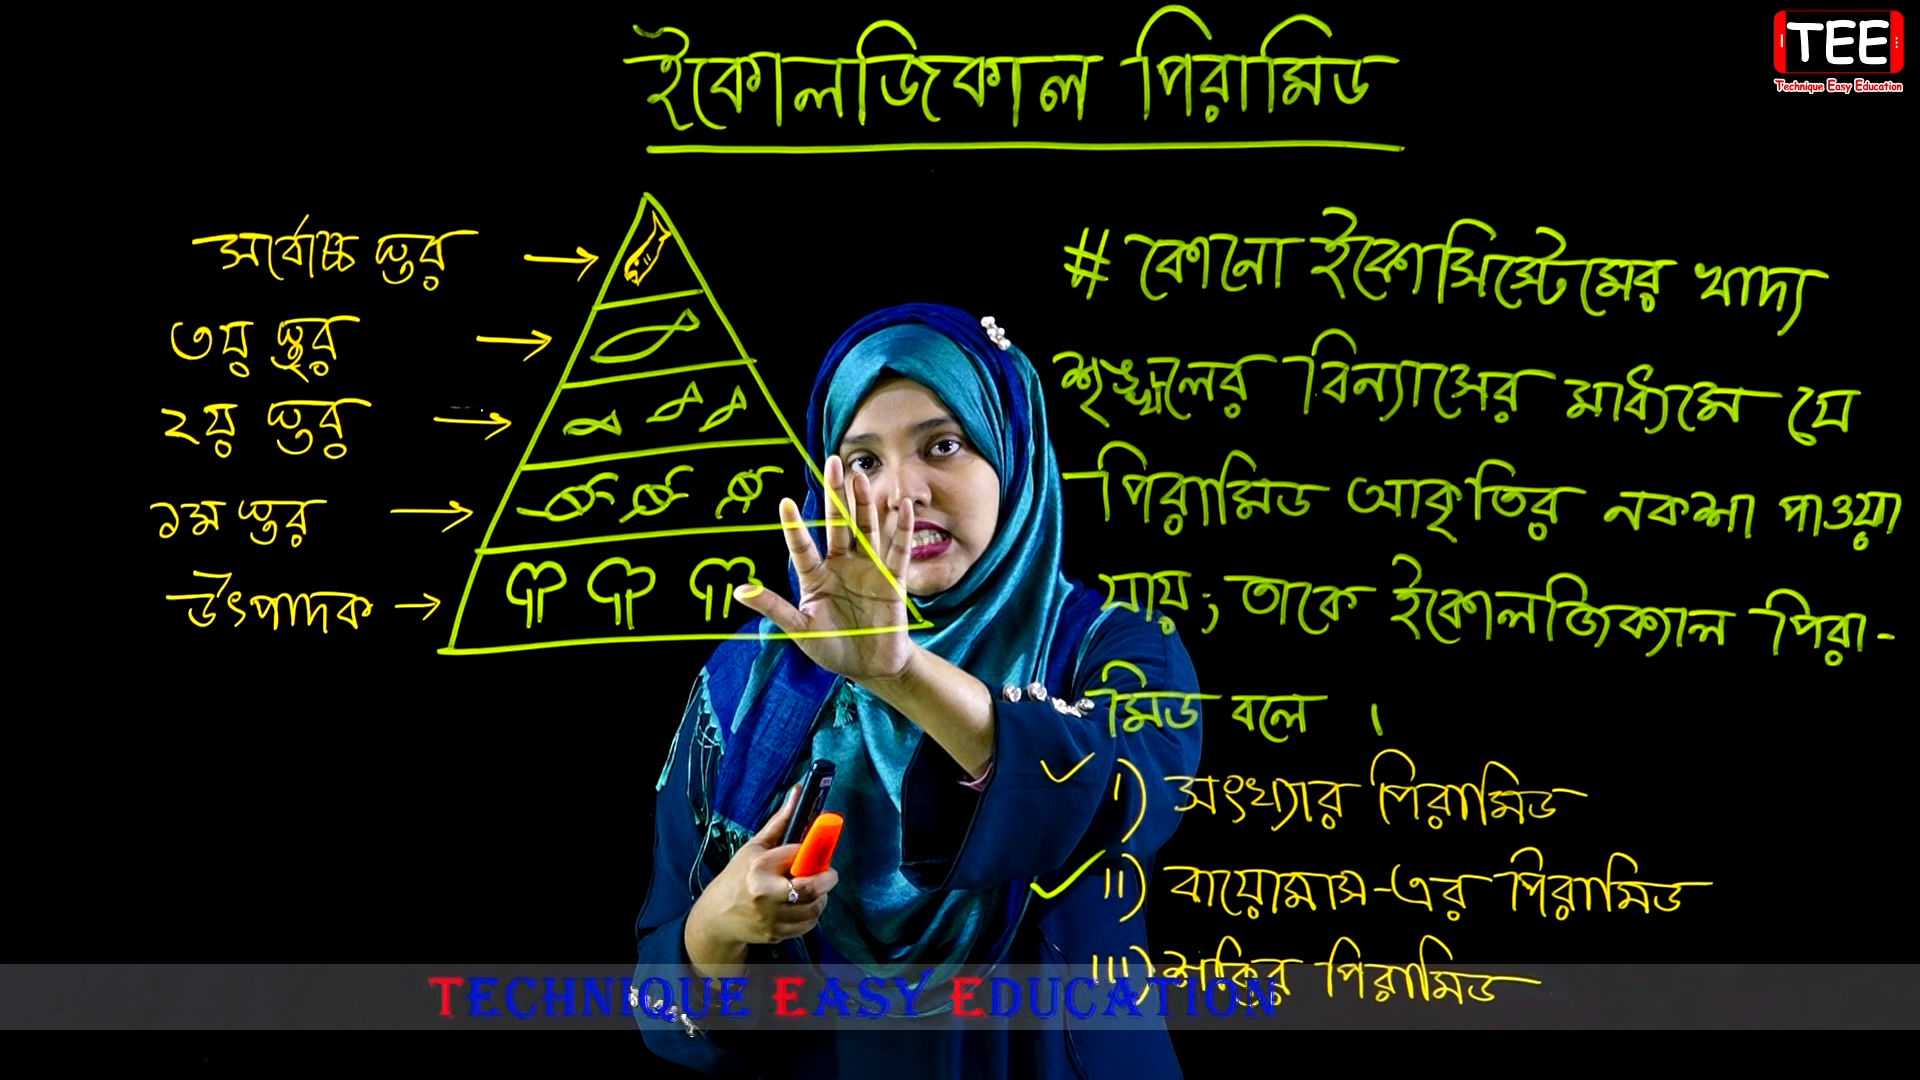 ইকোলজিকাল পিরামিড
TEE
Technique Easy Education
সর্বোচ্চ স্তর
৩য় স্তর
২য় স্তর
১ম স্তর
উৎপাদক
# কোনো ইকোসিস্টেমের খাদ্য
শৃঙ্খলের বিন্যাসের মাধ্যমে যে
পিরামিড আকৃতির নকশা পাওয়া
যায়; তাকে ইকোলজিক্যাল পিরা-
মিড বলে ।
i) সংখ্যার পিরামিড
ii) বায়োমাস-এর পিরামিড
iii) শক্তির পিরামিড
TECHNIQUE EASY EDUCATION